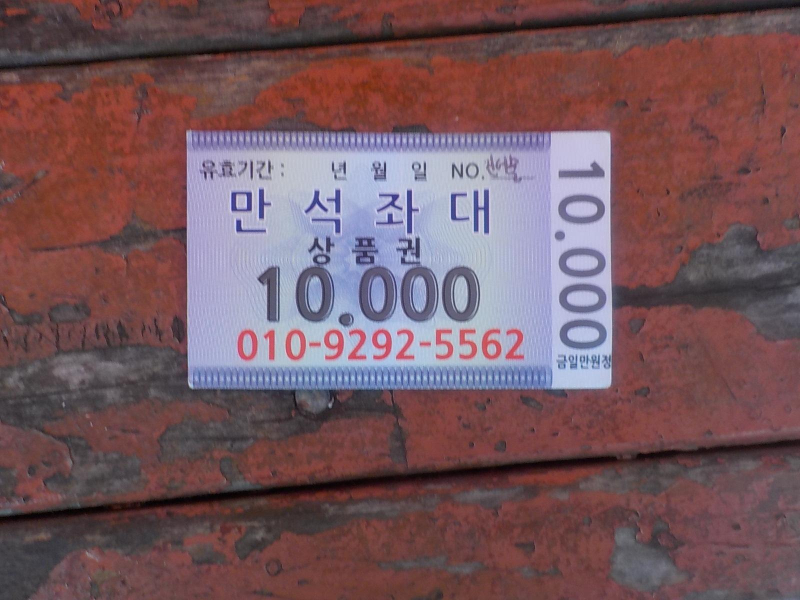 유효기간 : 년 월 일 NO.
만석좌대
상품권
10.000
010-9292-5562
10.000
금일만원정